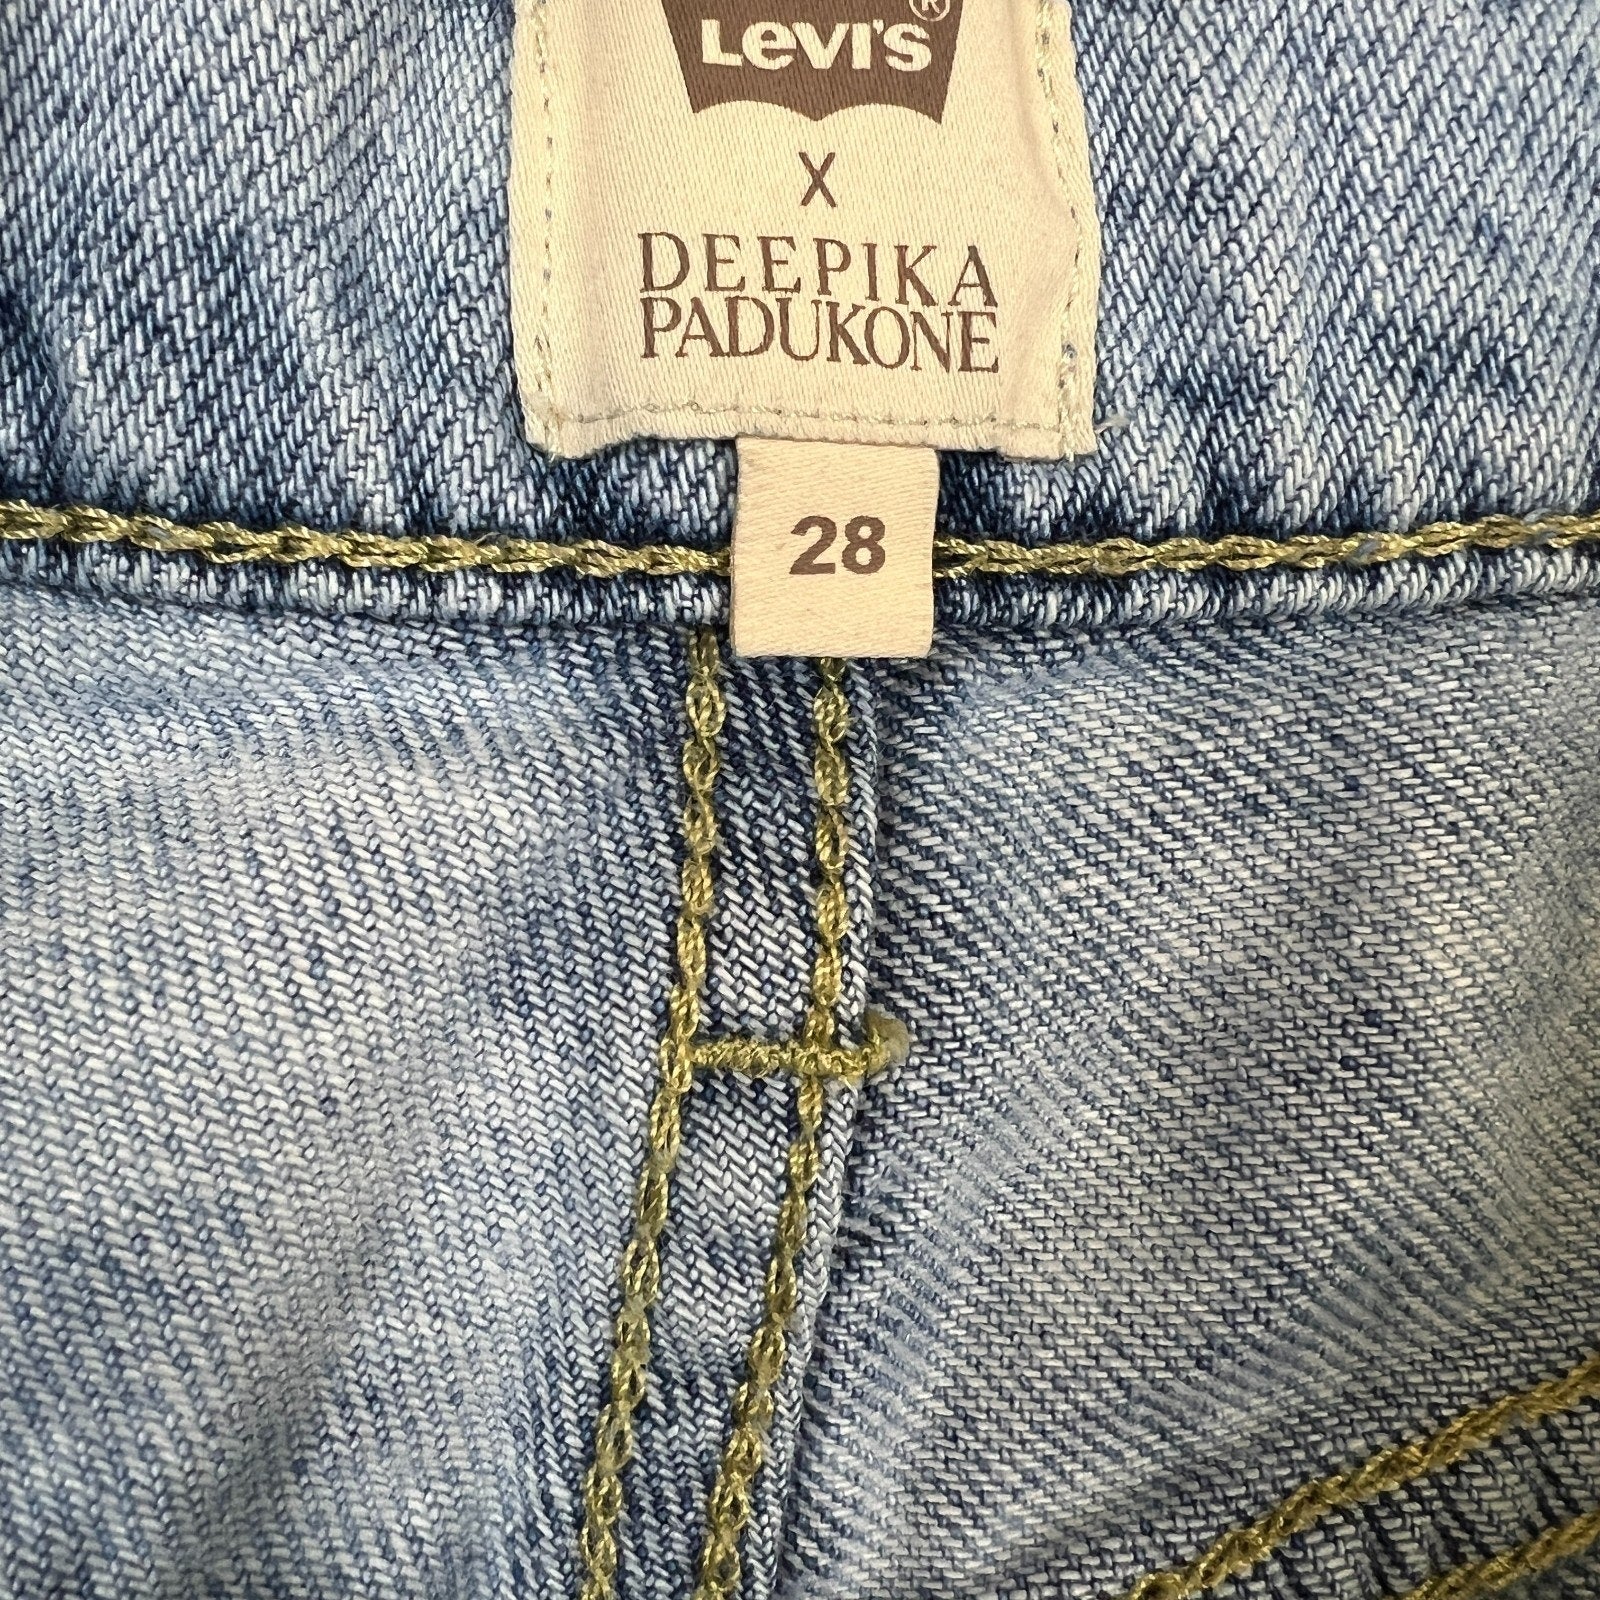 Levi's®
X
DEEPIKA
PADUKONE
28